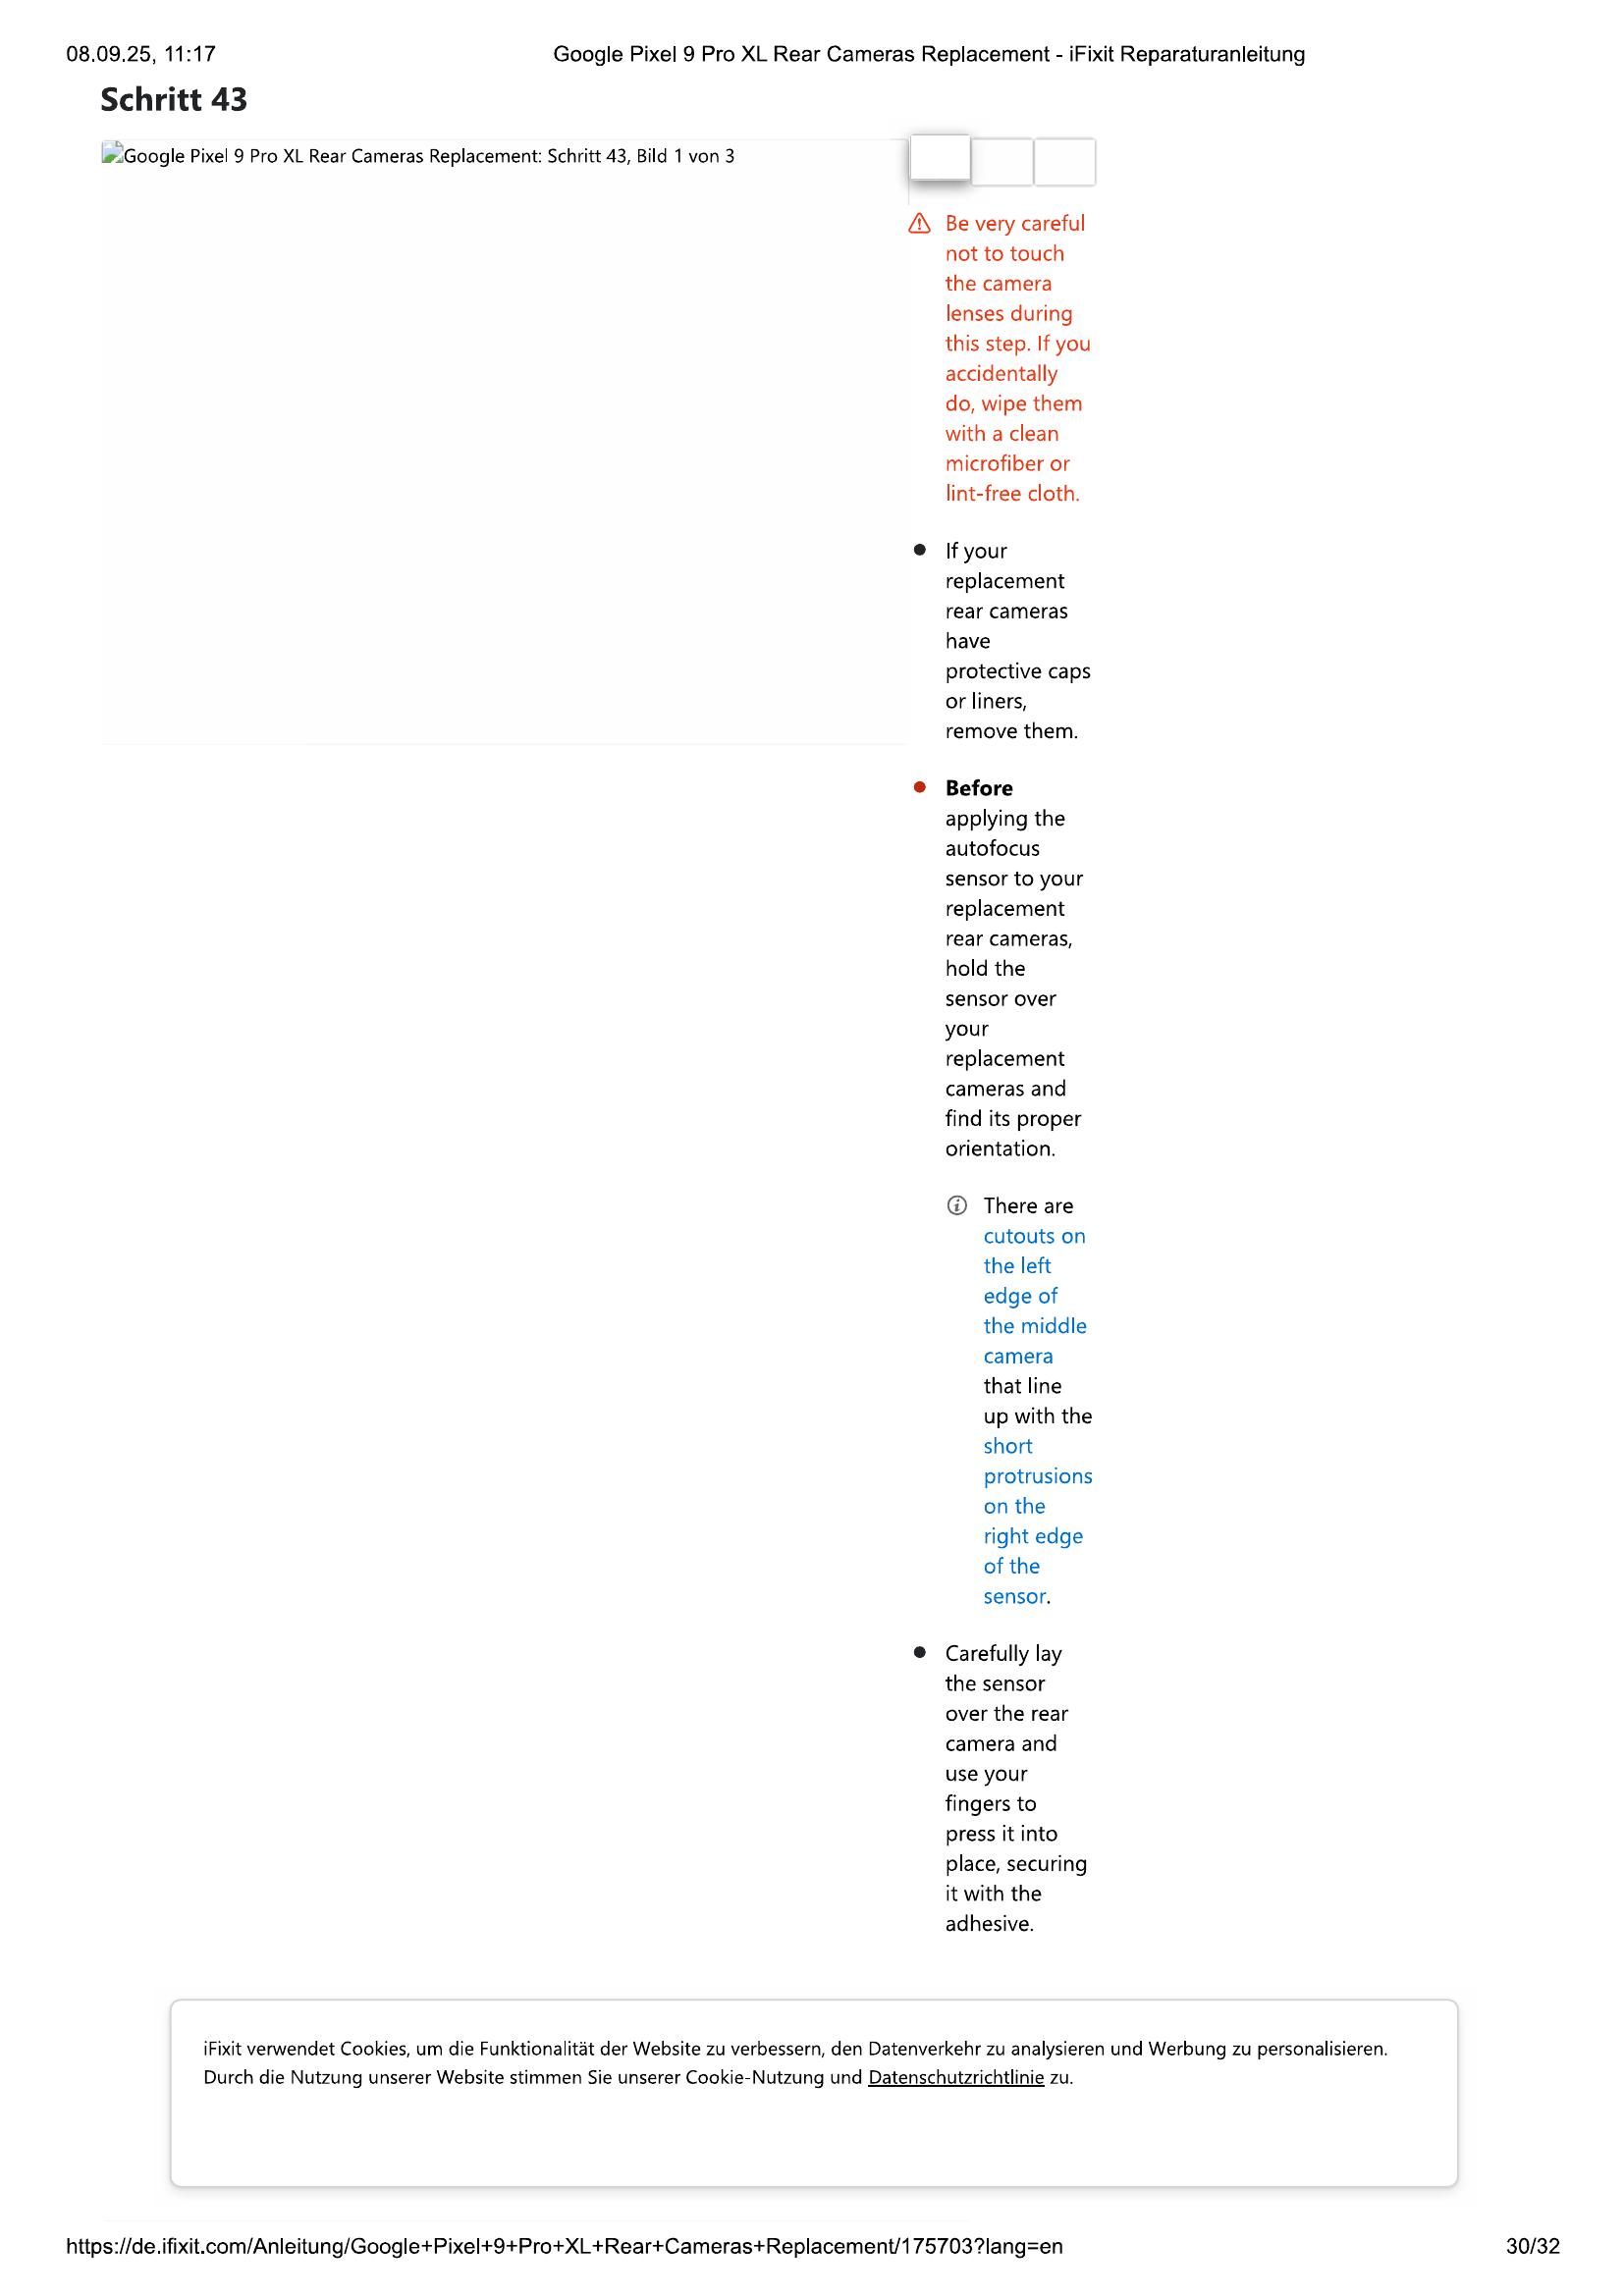 08.09.25, 11:17
Google Pixel 9 Pro XL Rear Cameras Replacement - iFixit Reparaturanleitung
Schritt 43
Google Pixel 9 Pro XL Rear Cameras Replacement: Schritt 43, Bild 1 von 3
Be very careful
not to touch
the camera
lenses during
this step. If you
accidentally
do, wipe them
with a clean
microfiber or
lint-free cloth.
If your
replacement
rear cameras
have
protective caps
or liners,
remove them.
Before
applying the
autofocus
sensor to your
replacement
rear cameras,
hold the
sensor over
your
replacement
cameras and
find its proper
orientation.
There are
cutouts on
the left
edge of
the middle
camera
that line
up with the
short
protrusions
on the
right edge
of the
sensor.
Carefully lay
the sensor
over the rear
camera and
use your
fingers to
press it into
place, securing
it with the
adhesive.
iFixit verwendet Cookies, um die Funktionalität der Website zu verbessern, den Datenverkehr zu analysieren und Werbung zu personalisieren.
Durch die Nutzung unserer Website stimmen Sie unserer Cookie-Nutzung und Datenschutzrichtlinie zu.
https://de.ifixit.com/Anleitung/Google+Pixel+9+Pro+XL+Rear+Cameras+Replacement/175703?lang=en
30/32